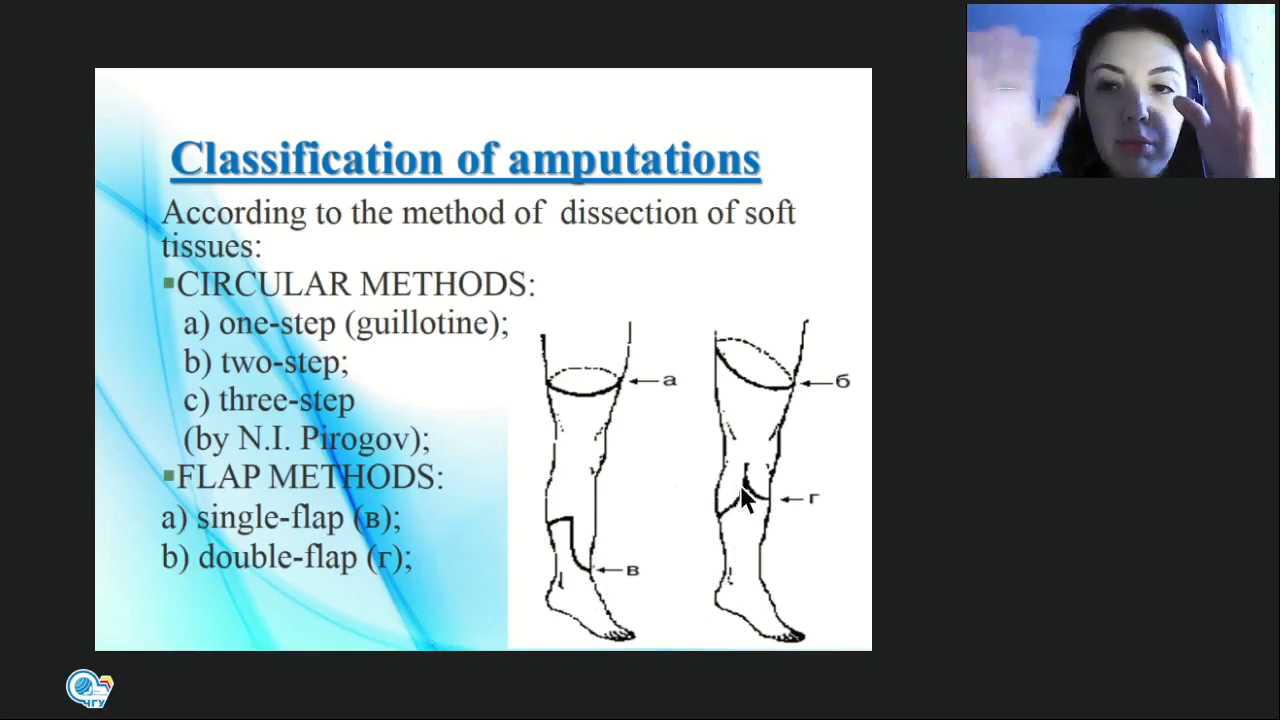 Classification of amputations
According to the method of dissection of soft
tissues:
▪CIRCULAR METHODS:
a) one-step (guillotine);
b) two-step;
c) three-step
(by N.I. Pirogov);
▪FLAP METHODS:
a) single-flap (в);
b) double-flap (г);
а
б
г
в
ЧГУ